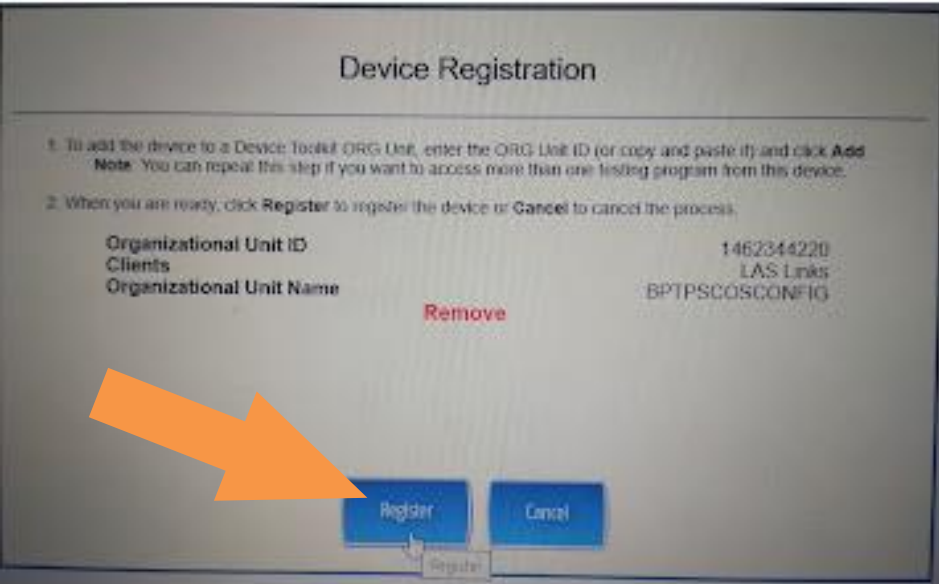 Device Registration
1. To add the device to a Device Toolkit ORG Unit, enter the ORG Unit ID (or copy and paste it) and click Add
Note. You can repeat this step if you want to access more than one testing program from this device.
2. When you are ready, click Register to register the device or Cancel to cancel the process.
Organizational Unit ID 1462344220
Clients LAS Links
Organizational Unit Name BPTPSCOSCONFIG
Remove
Register Cancel
Register